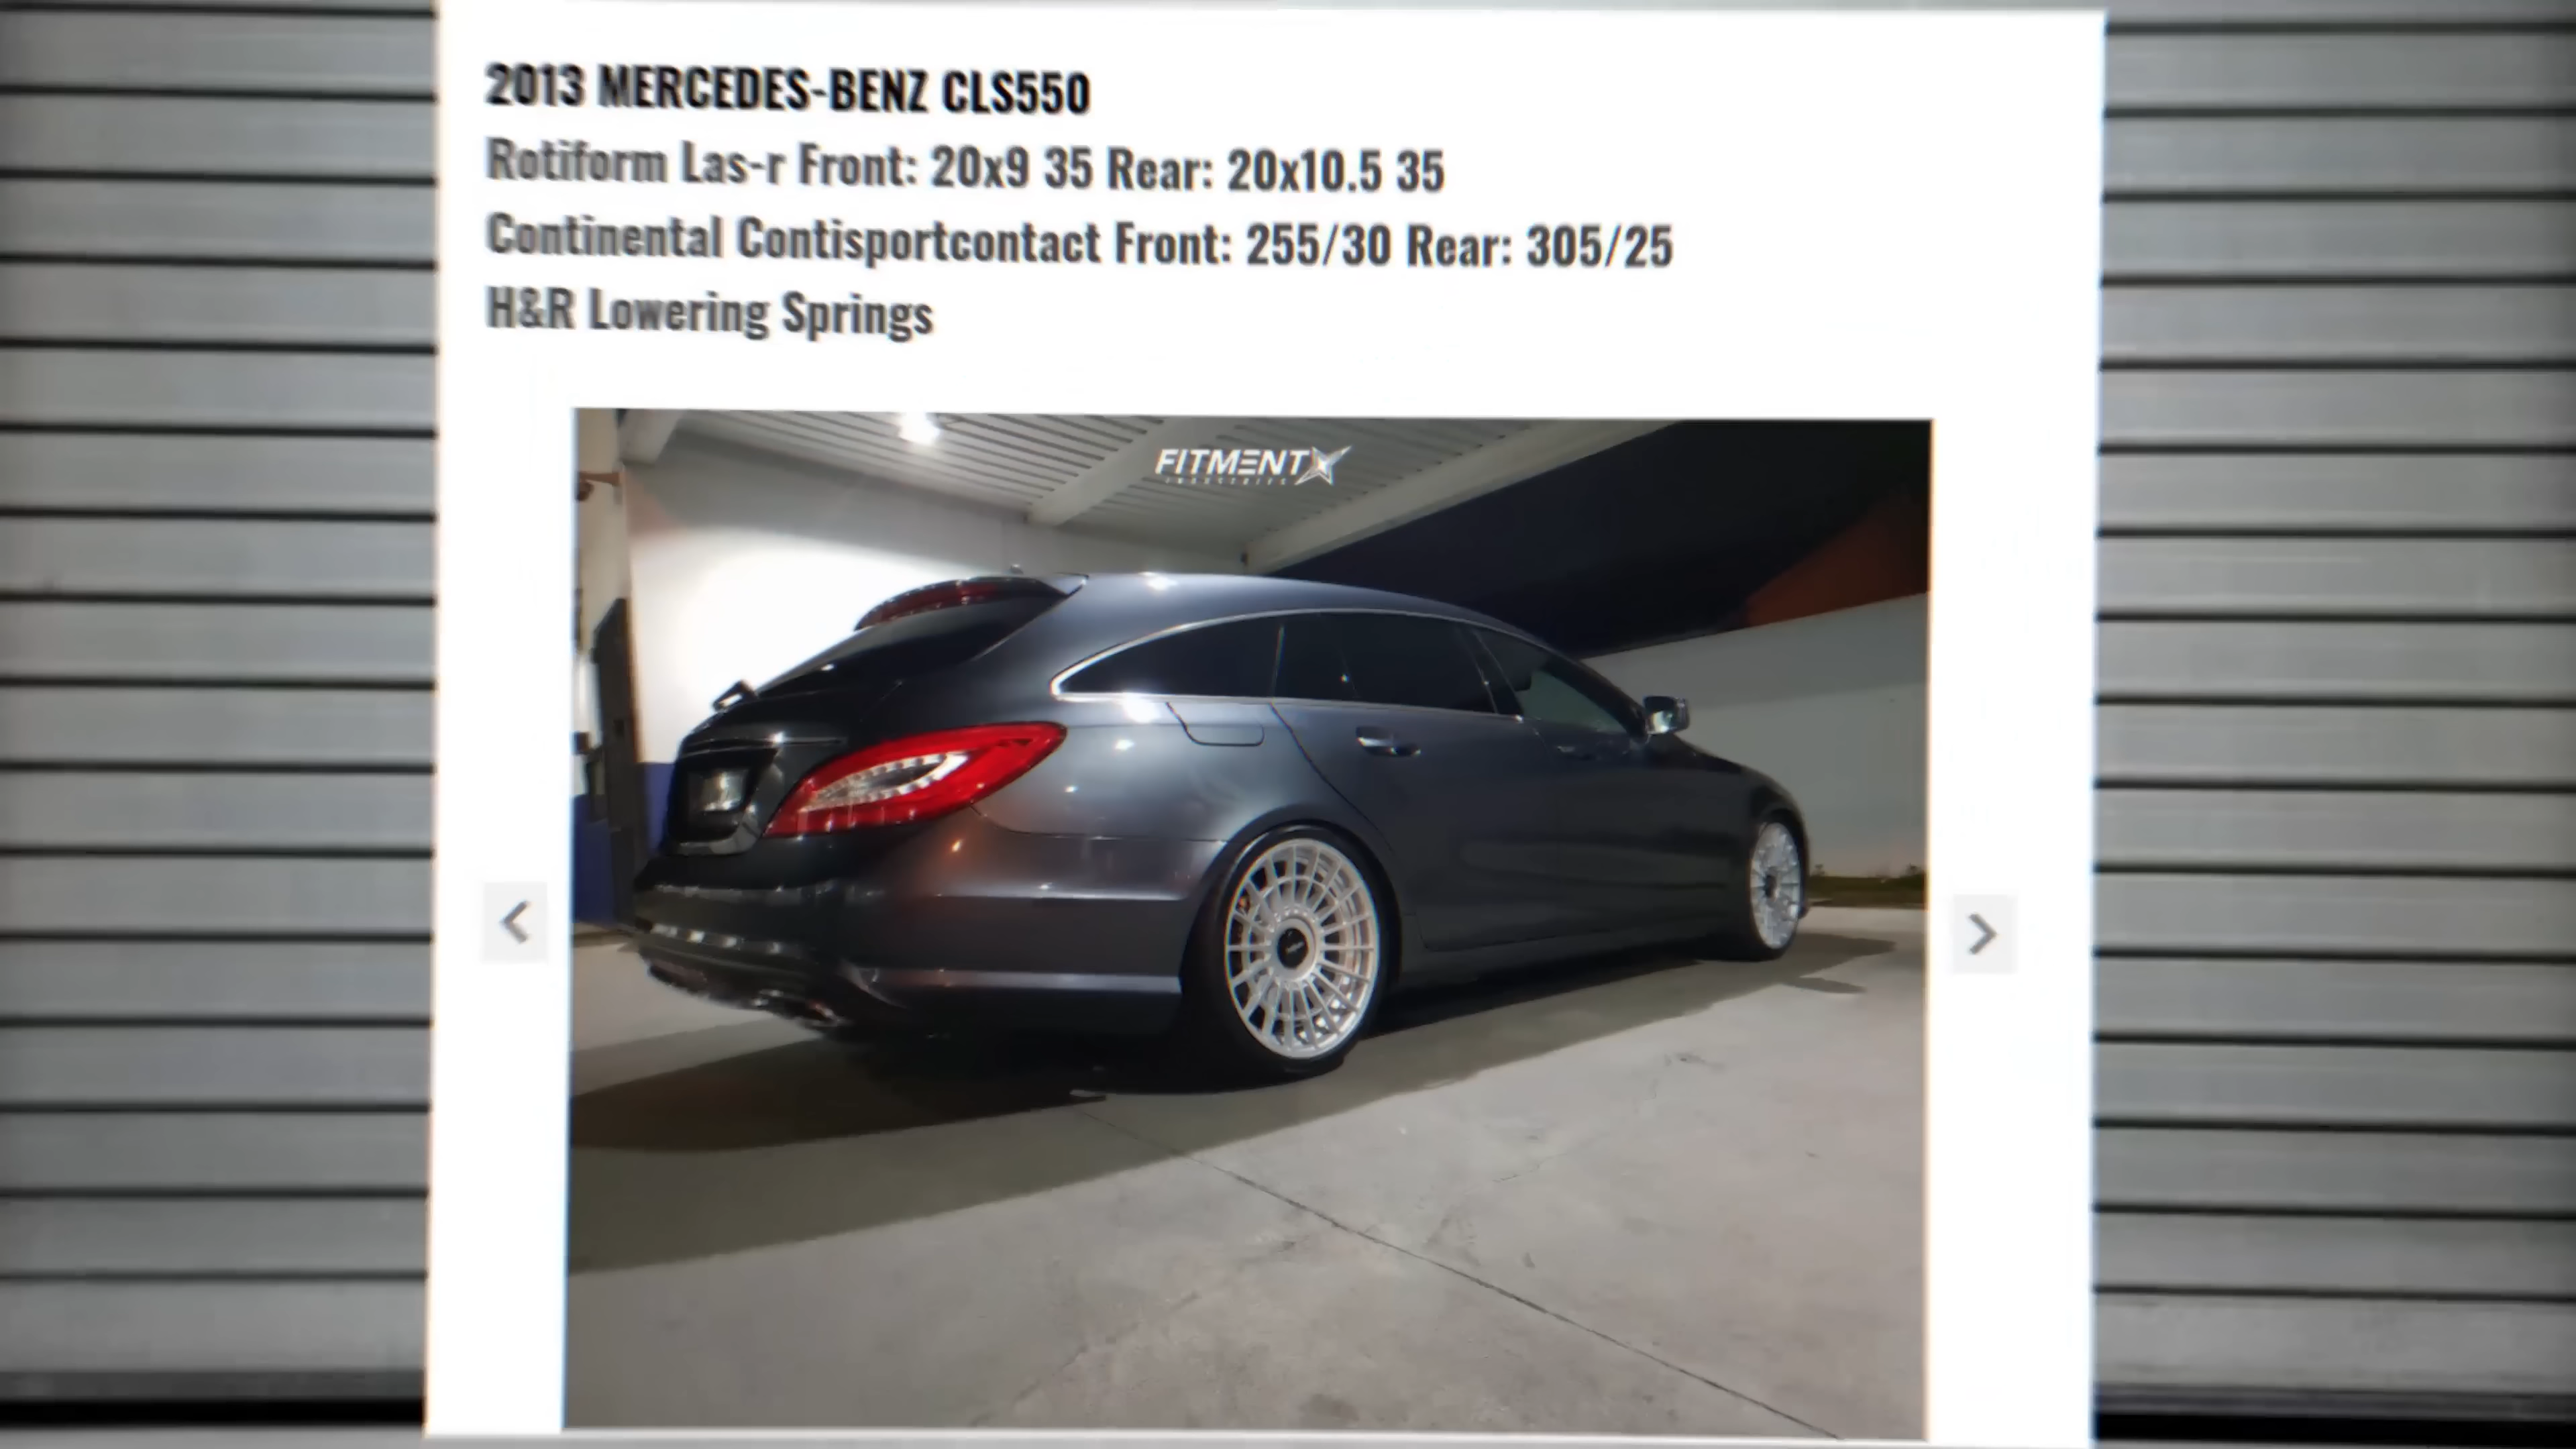 2013 MERCEDES-BENZ CLS550
Rotiform Las-r Front: 20x9 35 Rear: 20x10.5 35
Continental Contisportcontact Front: 255/30 Rear: 305/25
H&R Lowering Springs
FITMENT
INDUSTRIES